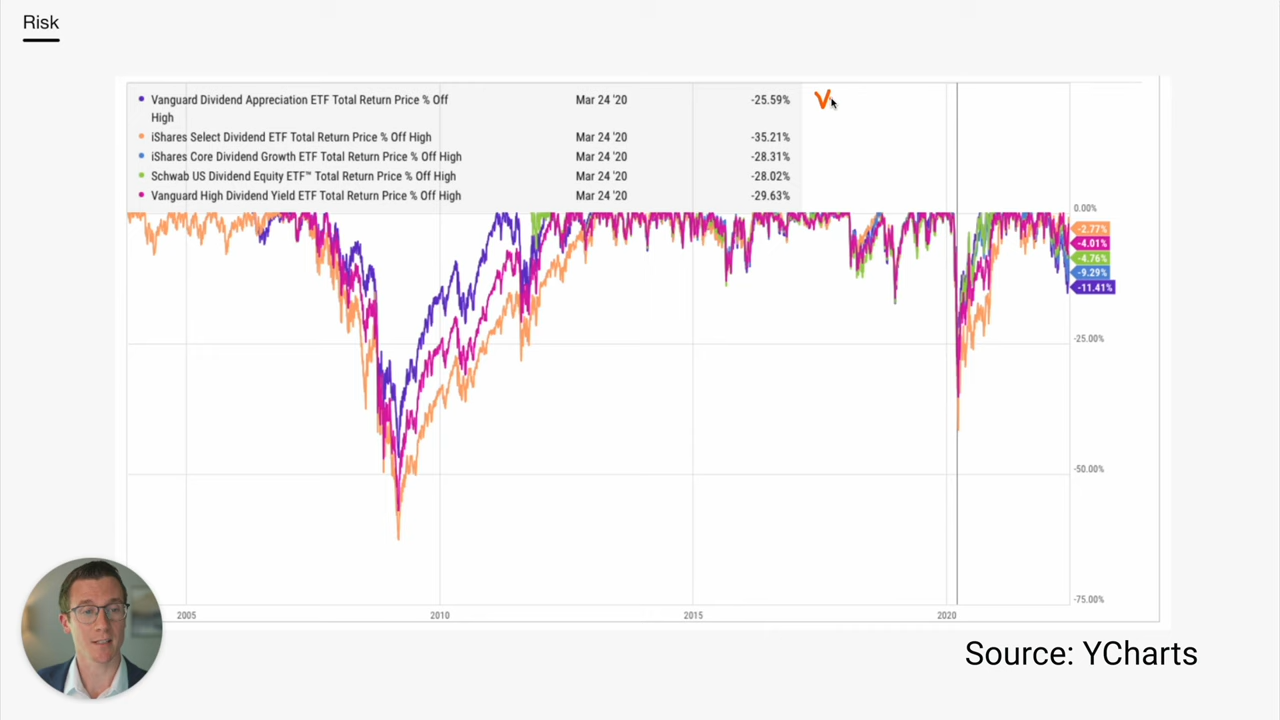 Risk
Vanguard Dividend Appreciation ETF Total Return Price % Off Mar 24 '20 -25.59% V
High
iShares Select Dividend ETF Total Return Price % Off High Mar 24 '20 -35.21%
iShares Core Dividend Growth ETF Total Return Price % Off High Mar 24 '20 -28.31%
Schwab US Dividend Equity ETF™ Total Return Price % Off High Mar 24 '20 -28.02%
Vanguard High Dividend Yield ETF Total Return Price % Off High Mar 24 '20 -29.63%
0.00%
-2.77%
-4.01%
-4.76%
-9.29%
-11.41%
-25.00%
-50.00%
-75.00%
2005 2010 2015 2020
Source: YCharts